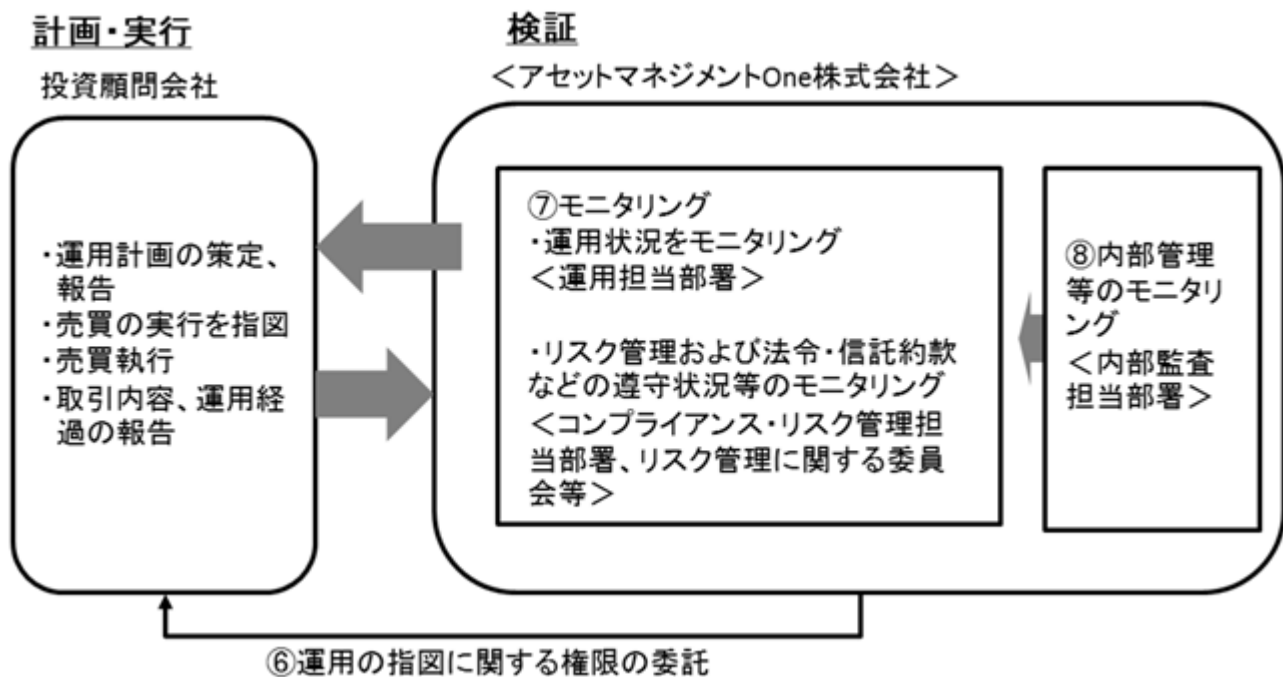 計画・実行
投資顧問会社
・運用計画の策定、
報告
・売買の実行を指図
・売買執行
・取引内容、運用経
過の報告
検証
＜アセットマネジメントOne株式会社＞
⑦モニタリング
・運用状況をモニタリング
＜運用担当部署＞
・リスク管理および法令・信託約款
などの遵守状況等のモニタリング
＜コンプライアンス・リスク管理担
当部署、リスク管理に関する委員
会等＞
⑧内部管理
等のモニタリ
ング
＜内部監査
担当部署＞
⑥運用の指図に関する権限の委託